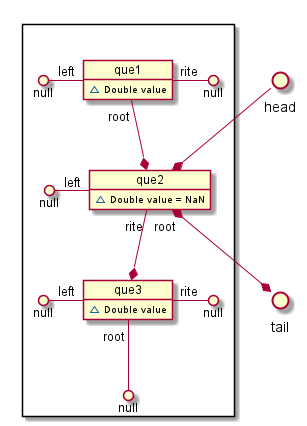 left
que1
rite
null
Double value
null
head
root
left
que2
null
Double value = NaN
rite
root
left
que3
rite
null
Double value
null
tail
root
null